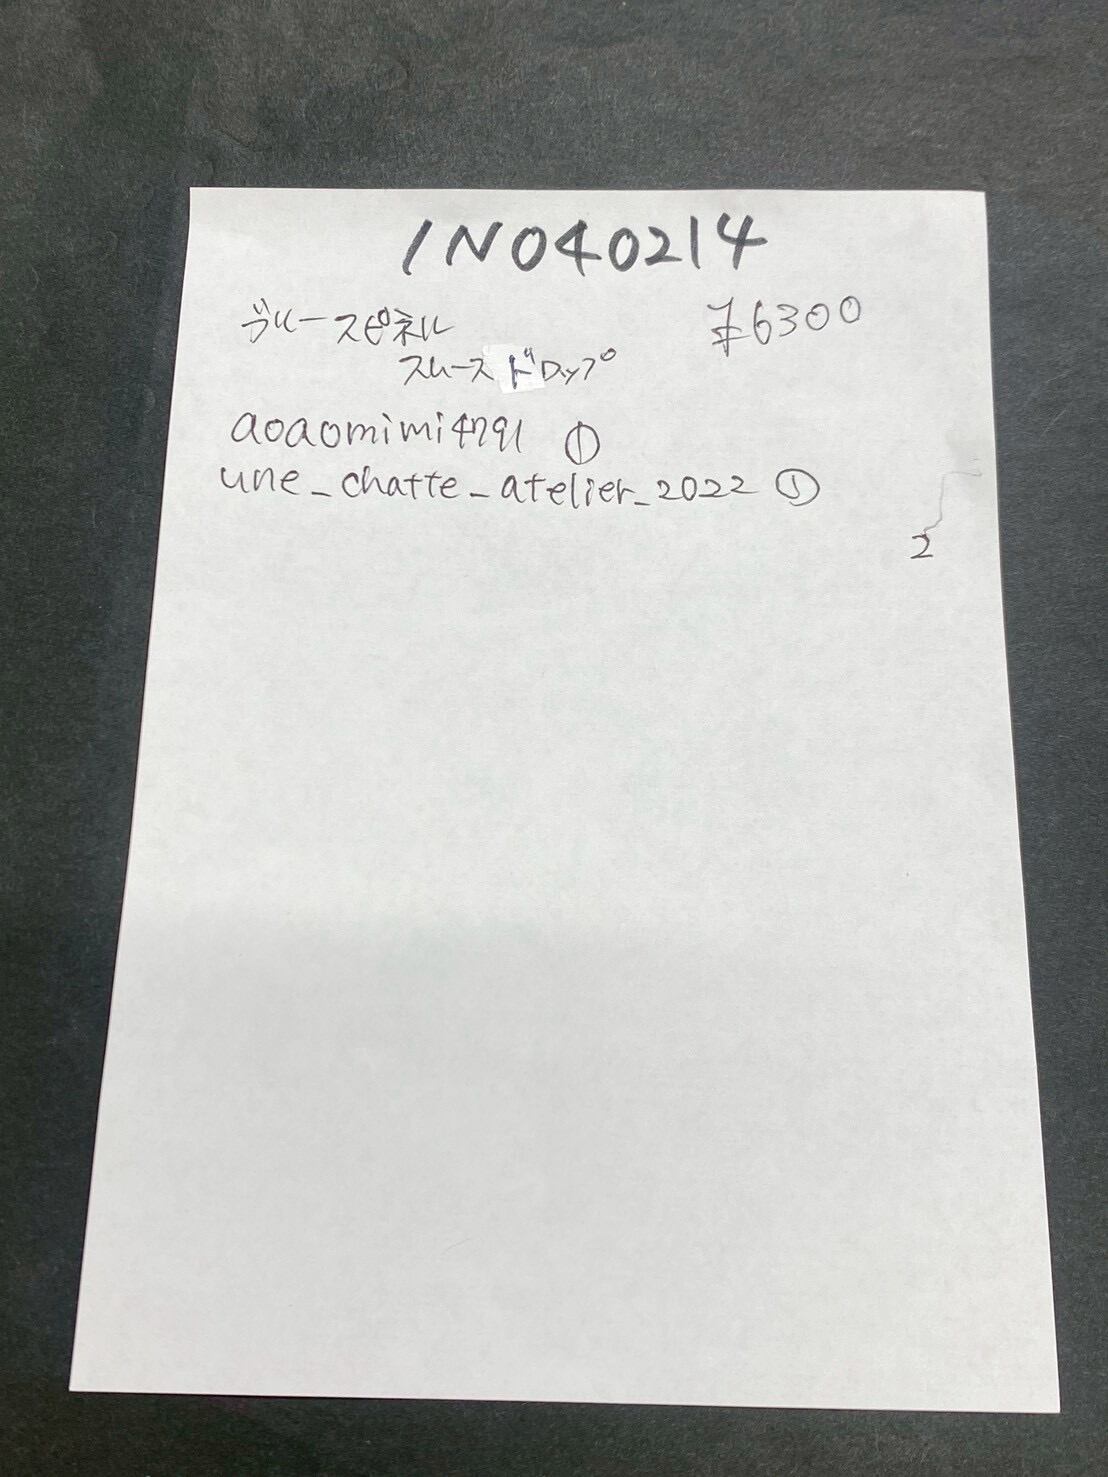 INO40214
ブルースピネル ¥6300
スムースドロップ
aoaomimi4791 ①
une_chatte_atelier_2022 ①
2